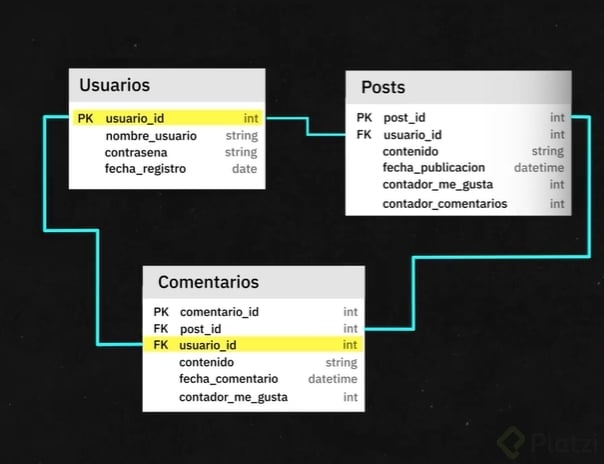 Usuarios
PK usuario_id int
nombre_usuario string
contrasena string
fecha_registro date
Posts
PK post_id int
FK usuario_id int
contenido string
fecha_publicacion datetime
contador_me_gusta int
contador_comentarios int
Comentarios
PK comentario_id int
FK post_id int
FK usuario_id int
contenido string
fecha_comentario datetime
contador_me_gusta int
Platzi